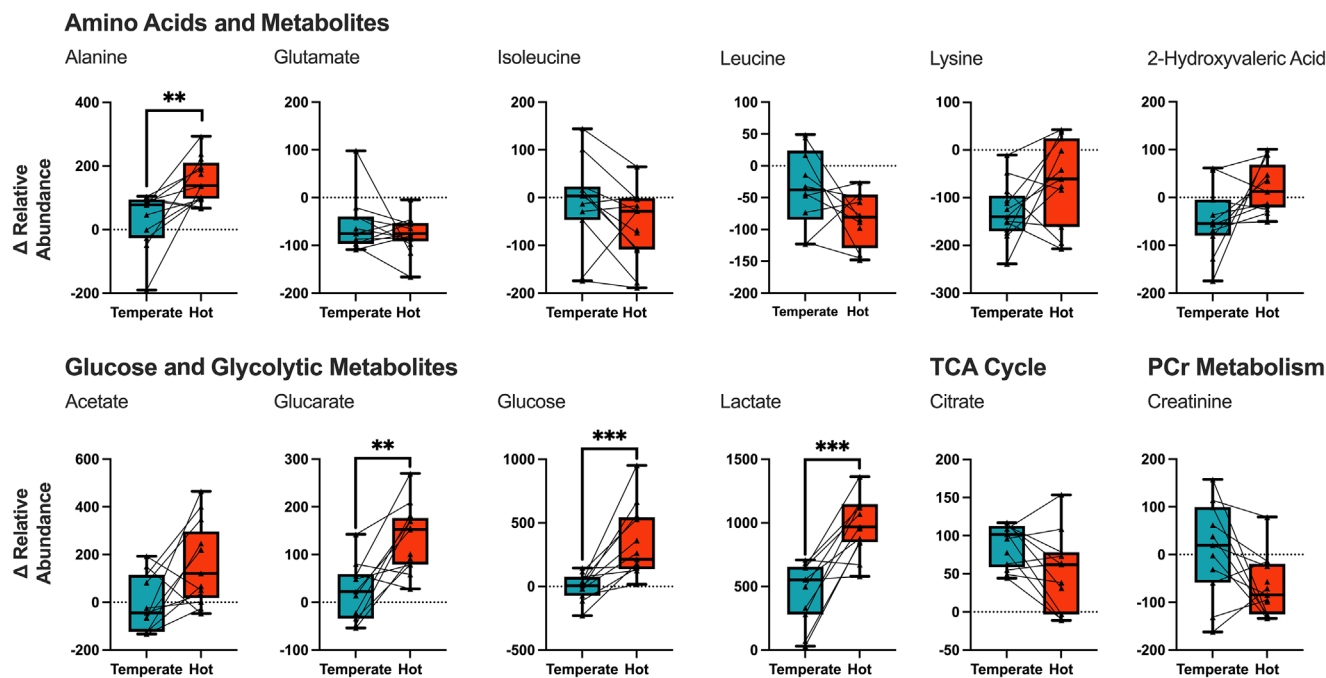 Amino Acids and Metabolites
Alanine Glutamate Isoleucine Leucine Lysine 2-Hydroxyvaleric Acid
Δ Relative
Abundance
400 200 0 -200
**
Temperate Hot
200 100 0 -100 -200
Temperate Hot
200 100 0 -100 -200
Temperate Hot
100 50 0 -50 -100 -150 -200
Temperate Hot
100 0 -100 -200 -300
Temperate Hot
200 100 0 -100 -200
Temperate Hot
Glucose and Glycolytic Metabolites TCA Cycle PCr Metabolism
Acetate Glucarate Glucose Lactate Citrate Creatinine
Δ Relative
Abundance
600 400 200 0 -200
Temperate Hot
300 200 100 0 -100
**
Temperate Hot
1000 500 0 -500
***
Temperate Hot
1500 1000 500 0
***
Temperate Hot
200 150 100 50 0 -50
Temperate Hot
200 100 0 -100 -200
Temperate Hot